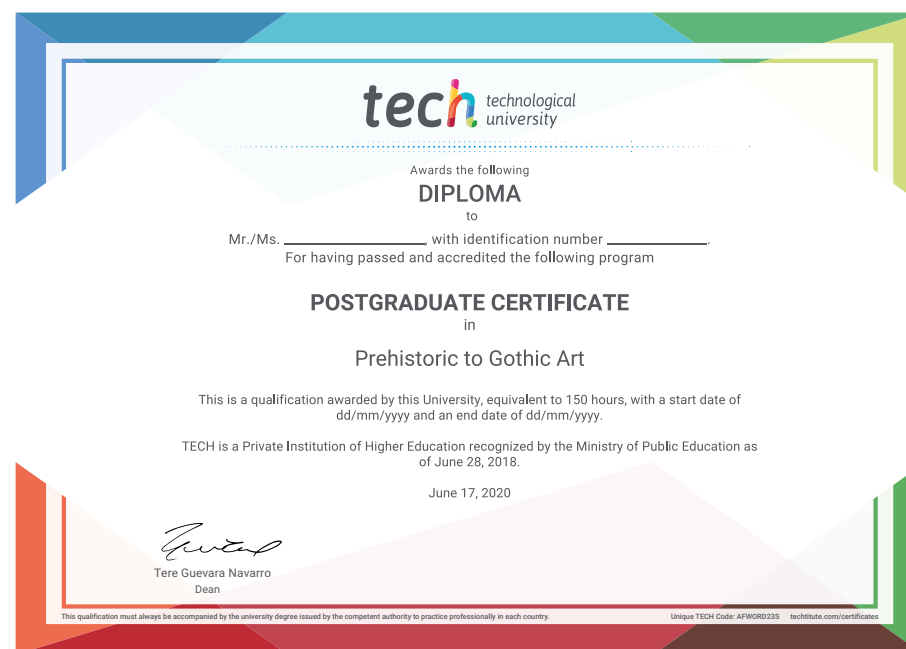 tech technological
university
Awards the following
DIPLOMA
to
Mr./Ms. ____________, with identification number ____________.
For having passed and accredited the following program
POSTGRADUATE CERTIFICATE
in
Prehistoric to Gothic Art
This is a qualification awarded by this University, equivalent to 150 hours, with a start date of
dd/mm/yyyy and an end date of dd/mm/yyyy.
TECH is a Private Institution of Higher Education recognized by the Ministry of Public Education as
of June 28, 2018.
June 17, 2020
Tere Guevara Navarro
Dean
This qualification must always be accompanied by the university degree issued by the competent authority to practice professionally in each country. Unique TECH Code: AFWORD23S techtitute.com/certificates